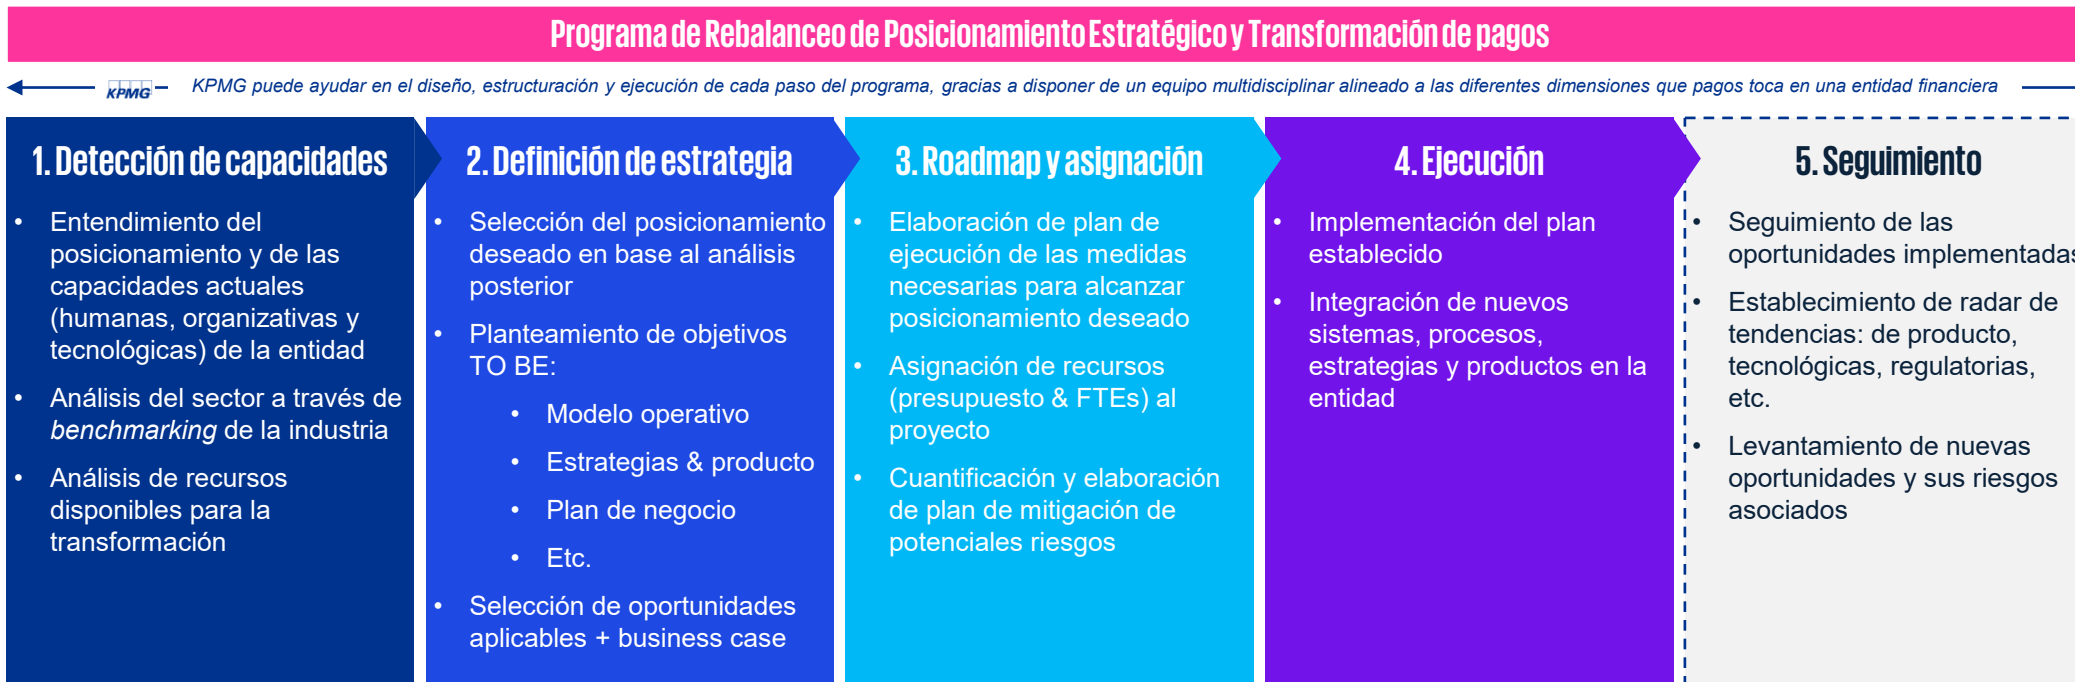 Programa de Rebalanceo de Posicionamiento Estratégico y Transformación de pagos
KPMG
KPMG puede ayudar en el diseño, estructuración y ejecución de cada paso del programa, gracias a disponer de un equipo multidisciplinar alineado a las diferentes dimensiones que pagos toca en una entidad financiera
1. Detección de capacidades
• Entendimiento del
posicionamiento y de las
capacidades actuales
(humanas, organizativas y
tecnológicas) de la entidad
• Análisis del sector a través de
benchmarking de la industria
• Análisis de recursos
disponibles para la
transformación
2. Definición de estrategia
• Selección del posicionamiento
deseado en base al análisis
posterior
• Planteamiento de objetivos
TO BE:
• Modelo operativo
• Estrategias & producto
• Plan de negocio
• Etc.
• Selección de oportunidades
aplicables + business case
3. Roadmap y asignación
• Elaboración de plan de
ejecución de las medidas
necesarias para alcanzar
posicionamiento deseado
• Asignación de recursos
(presupuesto & FTEs) al
proyecto
• Cuantificación y elaboración
de plan de mitigación de
potenciales riesgos
4. Ejecución
• Implementación del plan
establecido
• Integración de nuevos
sistemas, procesos,
estrategias y productos en la
entidad
5. Seguimiento
• Seguimiento de las
oportunidades implementadas
• Establecimiento de radar de
tendencias: de producto,
tecnológicas, regulatorias,
etc.
• Levantamiento de nuevas
oportunidades y sus riesgos
asociados